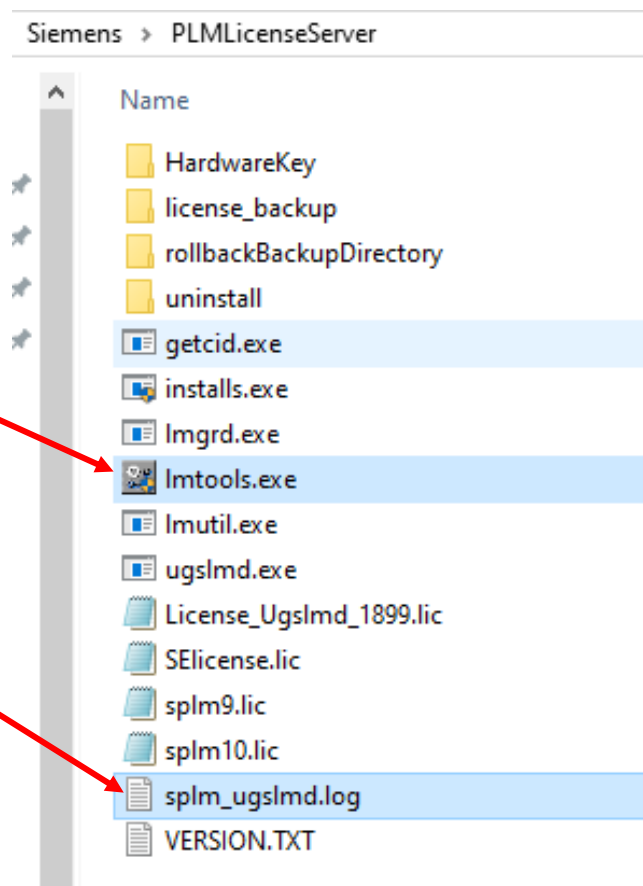 Siemens > PLMLicenseServer
Name
HardwareKey
license_backup
rollbackBackupDirectory
uninstall
getcid.exe
installs.exe
lmgrd.exe
lmtools.exe
lmutil.exe
ugslmd.exe
License_Ugslmd_1899.lic
SElicense.lic
splm9.lic
splm10.lic
splm_ugslmd.log
VERSION.TXT